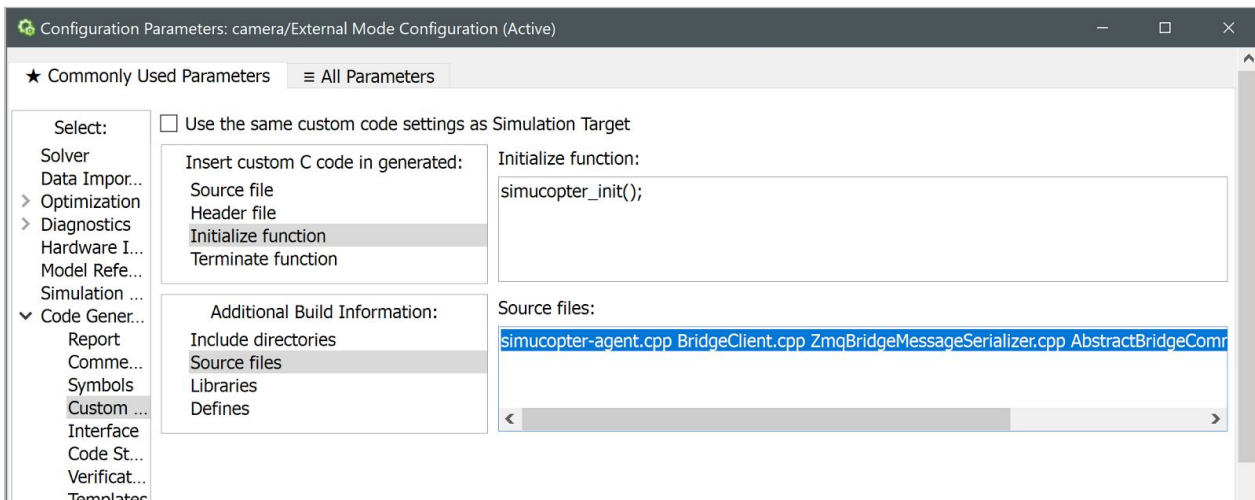 Configuration Parameters: camera/External Mode Configuration (Active)
★ Commonly Used Parameters
≡ All Parameters
Select:
Solver
Data Impor...
Optimization
Diagnostics
Hardware I...
Model Refe...
Simulation ...
Code Gener...
Report
Comme...
Symbols
Custom ...
Interface
Code St...
Verificat...
Templates
Use the same custom code settings as Simulation Target
Insert custom C code in generated:
Source file
Header file
Initialize function
Terminate function
Initialize function:
simucopter_init();
Additional Build Information:
Include directories
Source files
Libraries
Defines
Source files:
simucopter-agent.cpp BridgeClient.cpp ZmqBridgeMessageSerializer.cpp